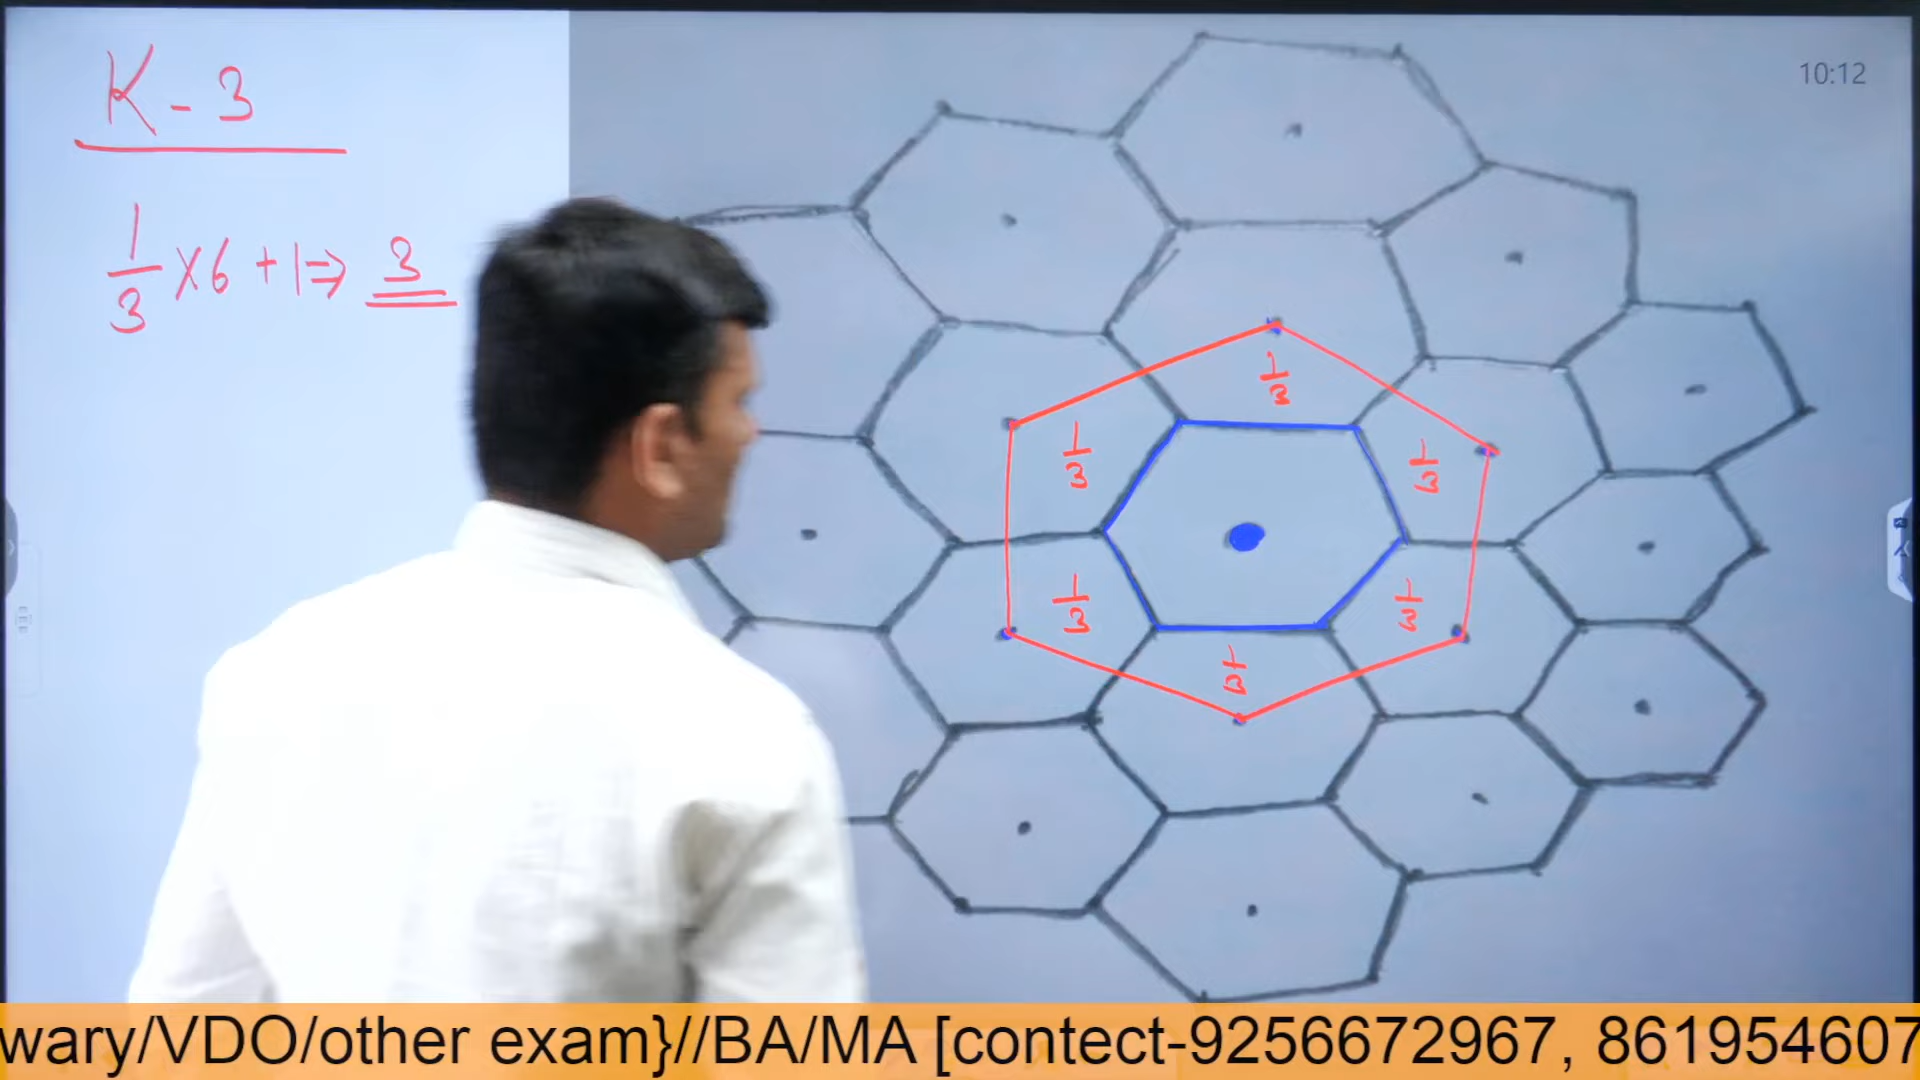 K - 3
1/3 × 6 + 1 ⇒ 3
10:12
1/3
1/3
1/3
1/3
1/3
1/3
wary/VDO/other exam}//BA/MA [contect-9256672967, 861954607